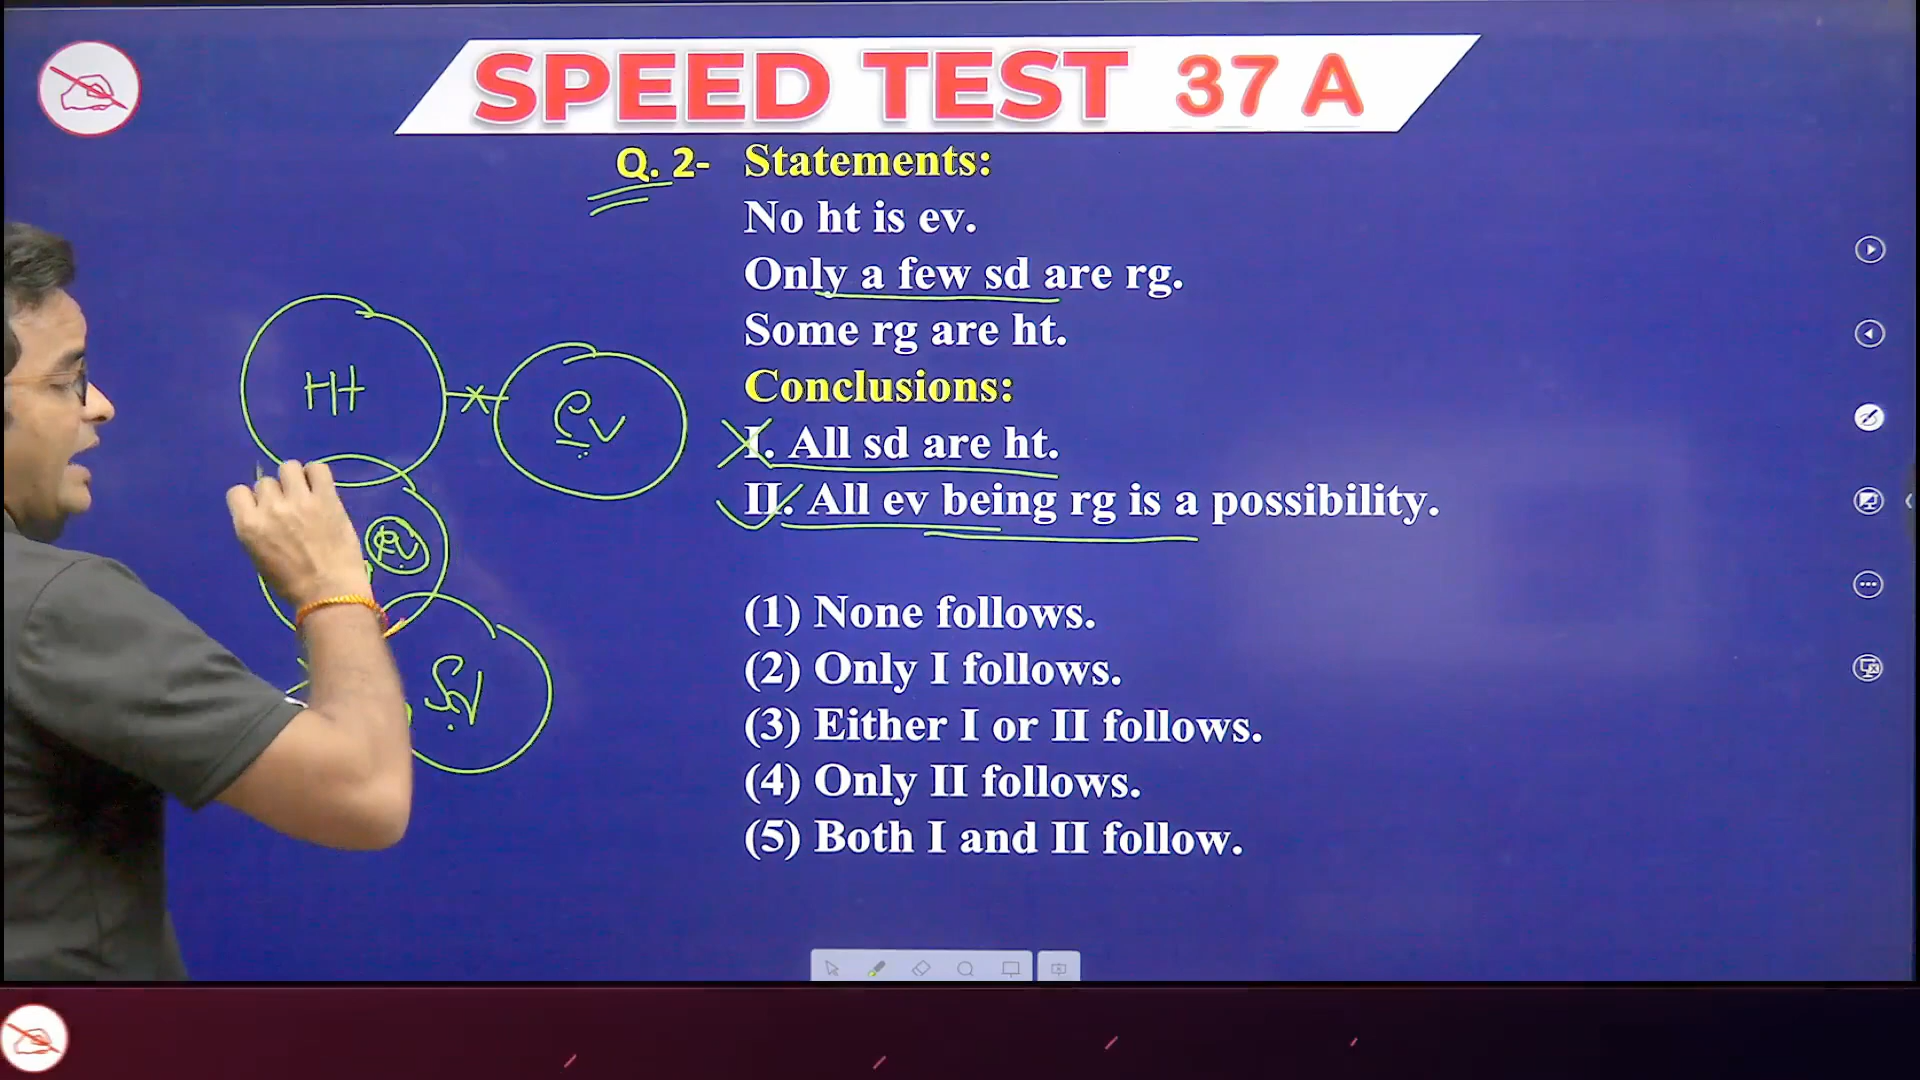 SPEED TEST 37 A
Q. 2- Statements:
No ht is ev.
Only a few sd are rg.
Some rg are ht.
Conclusions:
I. All sd are ht.
II. All ev being rg is a possibility.
(1) None follows.
(2) Only I follows.
(3) Either I or II follows.
(4) Only II follows.
(5) Both I and II follow.
Ht
ev
ev
Sd